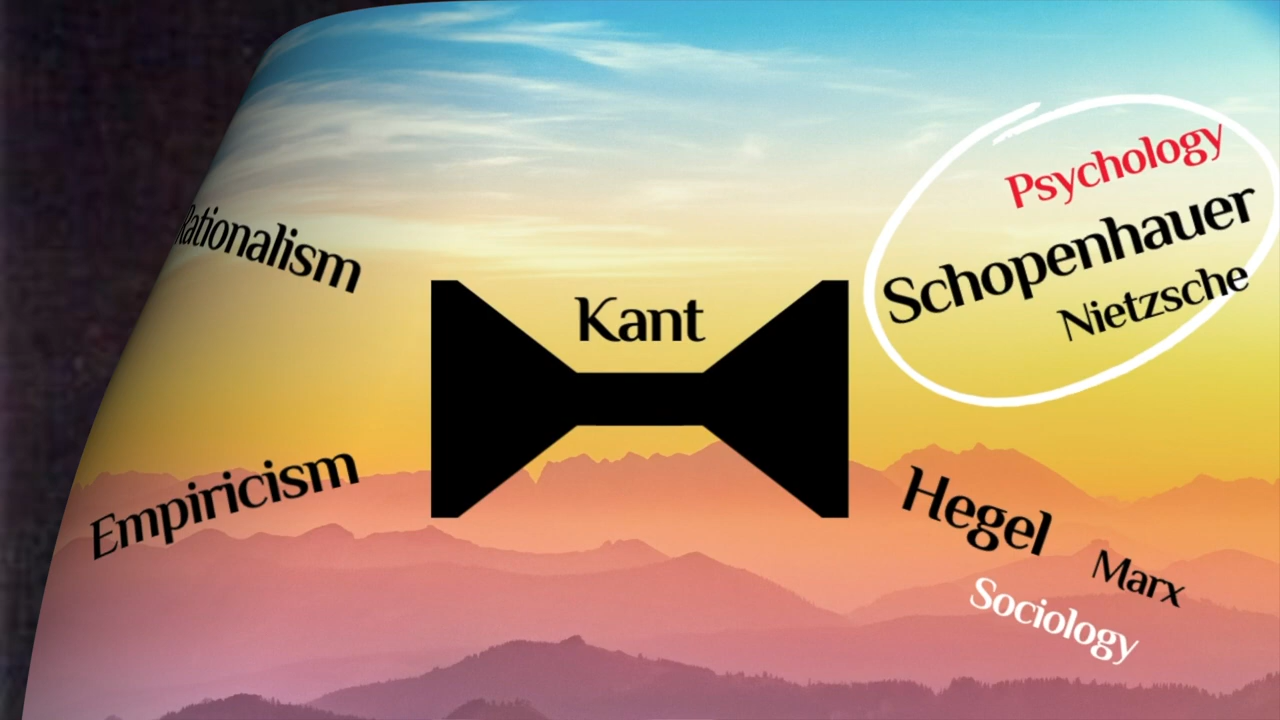 Rationalism
Empiricism
Kant
Psychology
Schopenhauer
Nietzsche
Hegel
Marx
Sociology